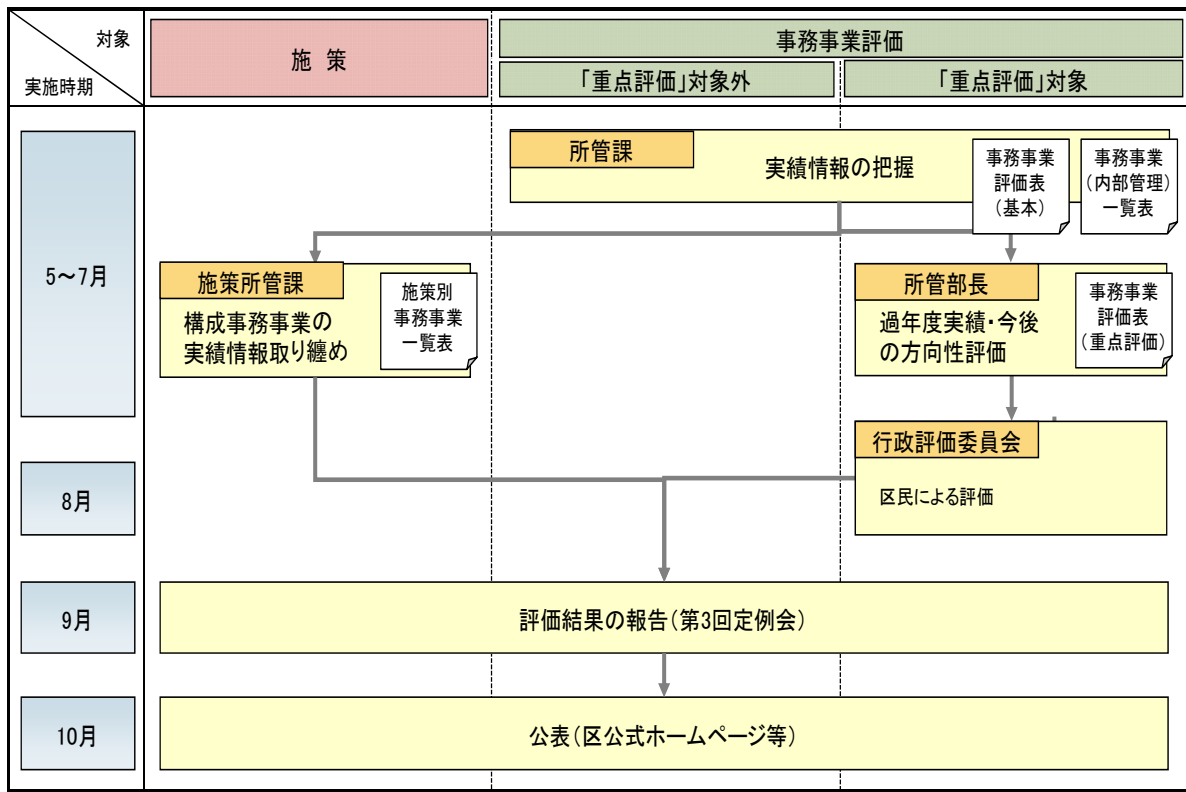 対象
実施時期
施 策
事務事業評価
「重点評価」対象外
「重点評価」対象
5～7月
所管課
実績情報の把握
事務事業
評価表
（基本）
事務事業
（内部管理）
一覧表
施策所管課
構成事務事業の
実績情報取り纏め
施策別
事務事業
一覧表
所管部長
過年度実績・今後
の方向性評価
事務事業
評価表
（重点評価）
行政評価委員会
区民による評価
8月
9月
評価結果の報告（第3回定例会）
10月
公表（区公式ホームページ等）